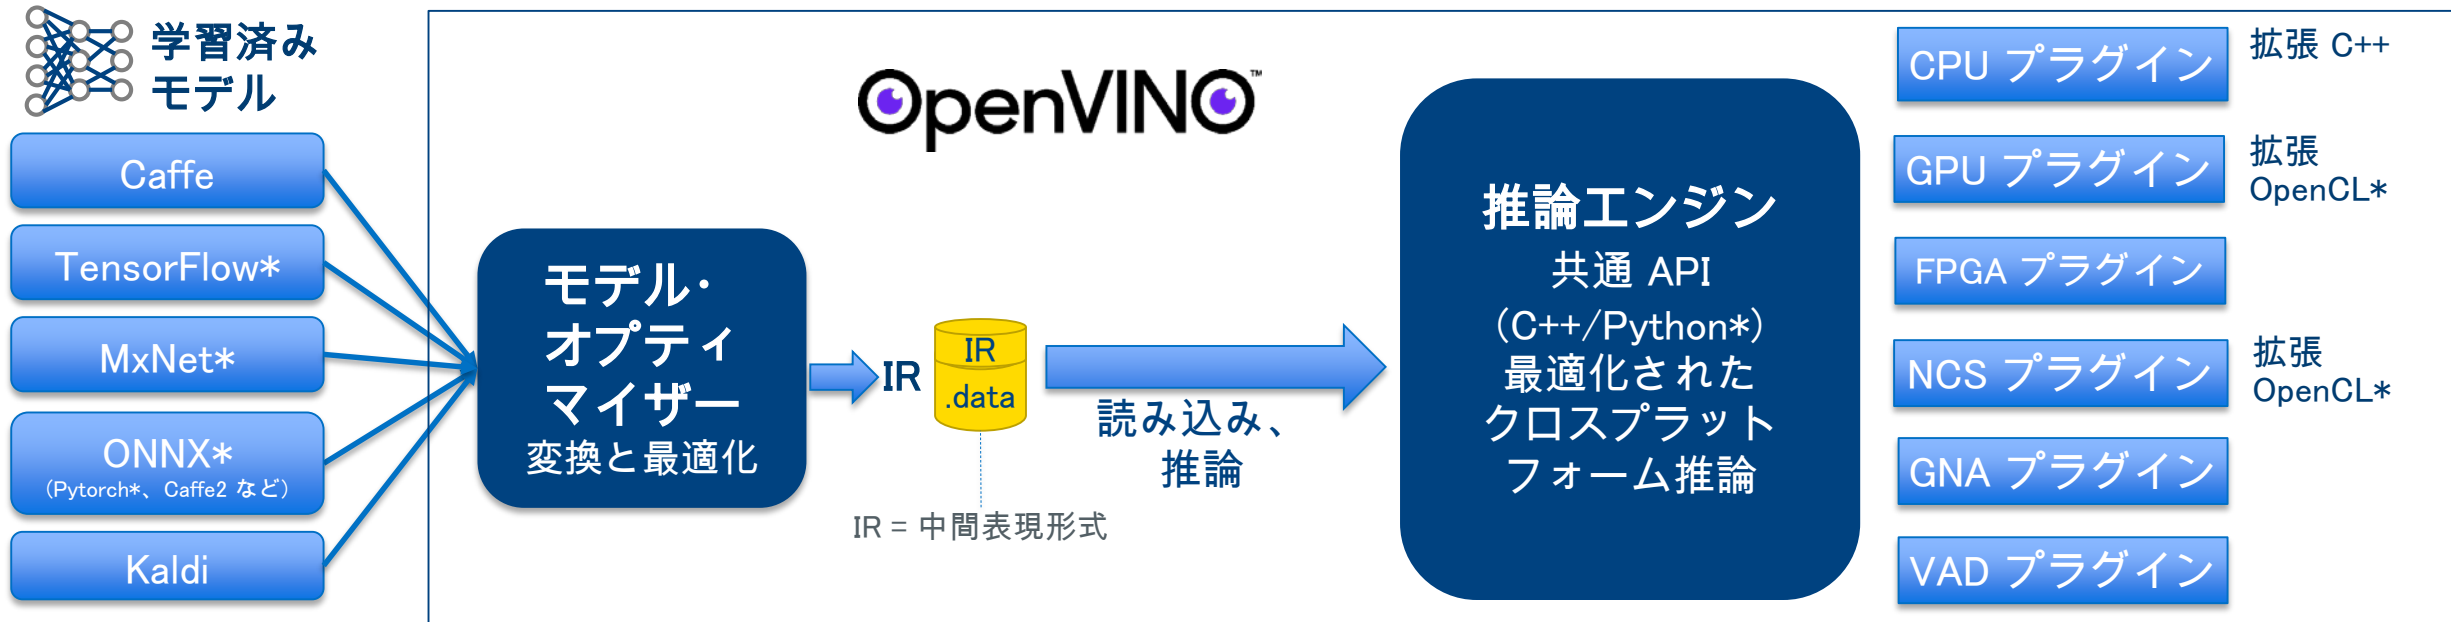 学習済み
モデル
Caffe
TensorFlow*
MxNet*
ONNX*
（Pytorch*、Caffe2 など）
Kaldi
OpenVINO™
モデル・
オプティ
マイザー
変換と最適化
IR
IR
.data
IR = 中間表現形式
読み込み、
推論
推論エンジン
共通 API
（C++/Python*）
最適化された
クロスプラット
フォーム推論
CPU プラグイン
拡張 C++
GPU プラグイン
拡張
OpenCL*
FPGA プラグイン
NCS プラグイン
拡張
OpenCL*
GNA プラグイン
VAD プラグイン